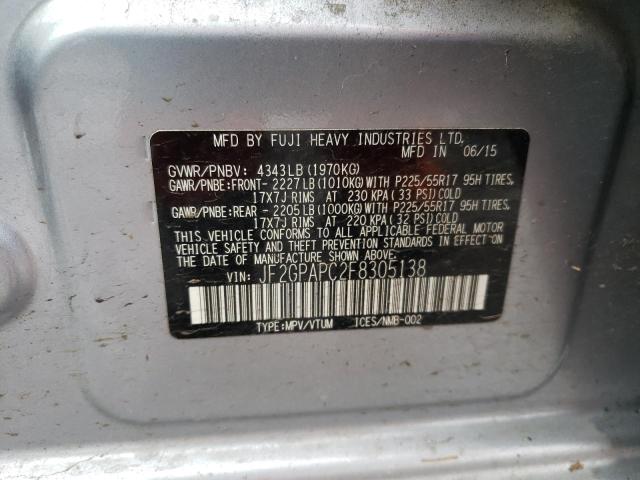 MFD BY FUJI HEAVY INDUSTRIES LTD.
MFD IN 06/15
GVWR/PNBV: 4343LB(1970KG)
GAWR/PNBE:FRONT- 2227LB(1010KG)WITH P225/55R17 95H TIRES,
17X7J RIMS AT 230 KPA(33 PSI)COLD
GAWR/PNBE:REAR - 2205LB(1000KG)WITH P225/55R17 95H TIRES,
17X7J RIMS AT 220 KPA(32 PSI)COLD
THIS VEHICLE CONFORMS TO ALL APPLICABLE FEDERAL MOTOR
VEHICLE SAFETY AND THEFT PREVENTION STANDARDS IN EFFECT ON
THE DATE OF MANUFACTURE SHOWN ABOVE.
VIN: JF2GPAPC2F8305138
TYPE:MPV/VTUM ICES/NMB-002